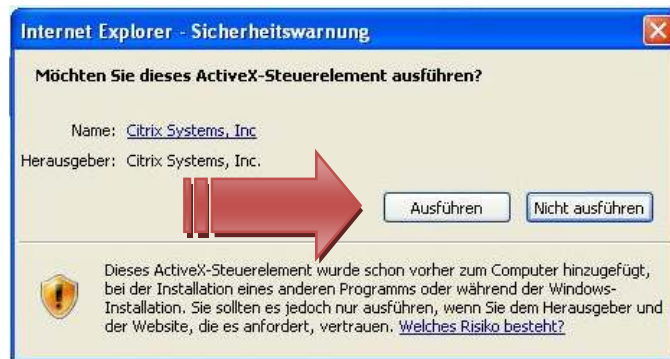 Internet Explorer - Sicherheitswarnung
Möchten Sie dieses ActiveX-Steuerelement ausführen?
Name: Citrix Systems, Inc
Herausgeber: Citrix Systems, Inc.
Ausführen Nicht ausführen
Dieses ActiveX-Steuerelement wurde schon vorher zum Computer hinzugefügt,
bei der Installation eines anderen Programms oder während der Windows-
Installation. Sie sollten es jedoch nur ausführen, wenn Sie dem Herausgeber und
der Website, die es anfordert, vertrauen. Welches Risiko besteht?